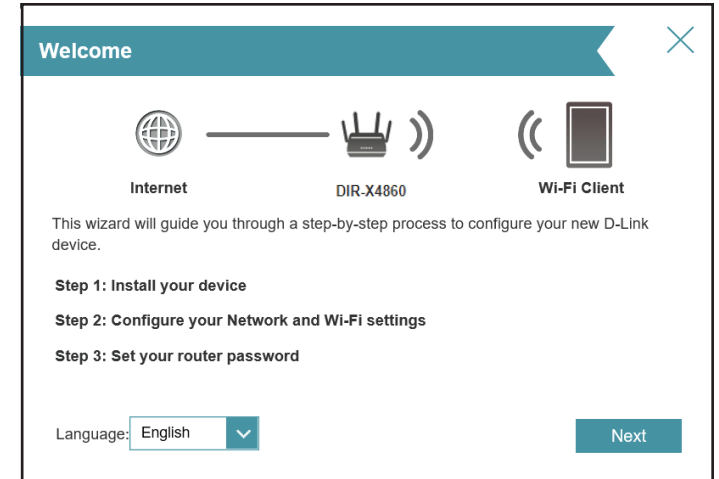 Welcome
Internet
DIR-X4860
Wi-Fi Client
This wizard will guide you through a step-by-step process to configure your new D-Link
device.
Step 1: Install your device
Step 2: Configure your Network and Wi-Fi settings
Step 3: Set your router password
Language: English
Next